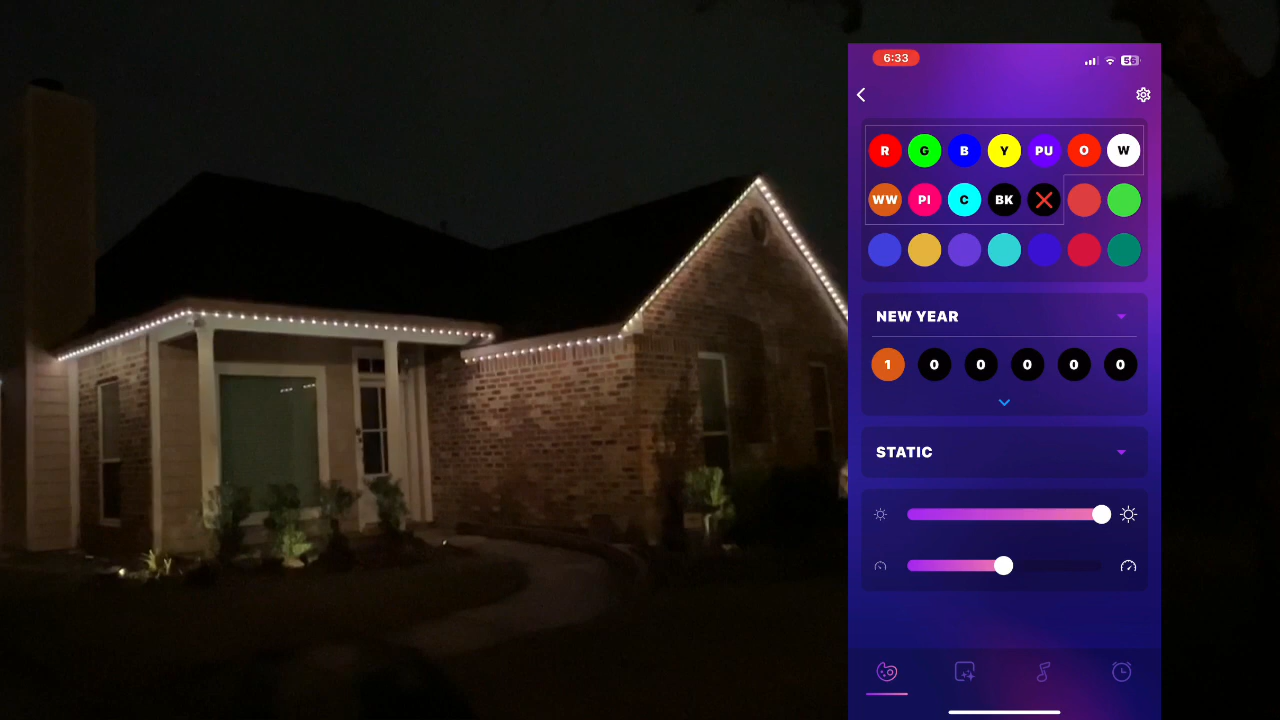 6:33
56
R G B Y PU O W
WW PI C BK
NEW YEAR
1 0 0 0 0 0
STATIC